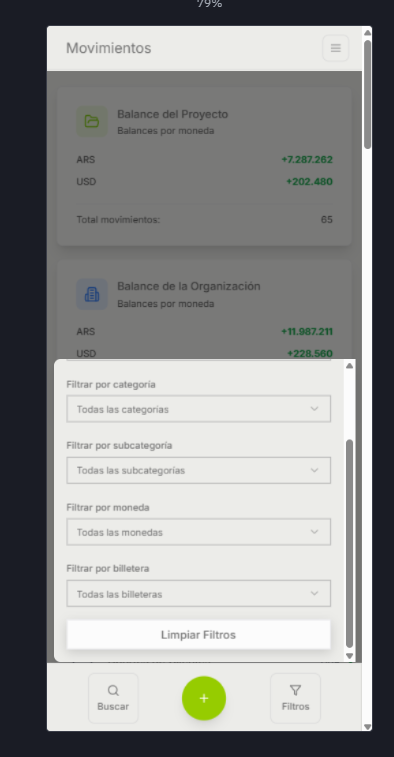 79%
Movimientos
Balance del Proyecto
Balances por moneda
ARS +7.287.262
USD +202.480
Total movimientos: 65
Balance de la Organización
Balances por moneda
ARS +11.987.211
USD +228.560
Filtrar por categoría
Todas las categorías
Filtrar por subcategoría
Todas las subcategorías
Filtrar por moneda
Todas las monedas
Filtrar por billetera
Todas las billeteras
Limpiar Filtros
Buscar
Filtros